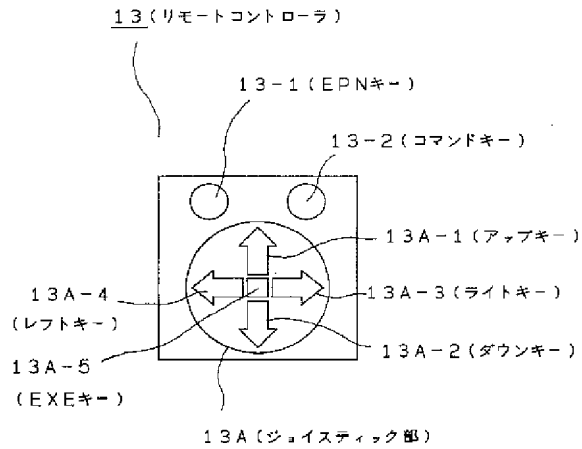 13(リモートコントローラ)
13-1(EPNキー)
13-2(コマンドキー)
13A-1(アップキー)
13A-4
(レフトキー)
13A-3(ライトキー)
13A-2(ダウンキー)
13A-5
(EXEキー)
13A(ジョイスティック部)